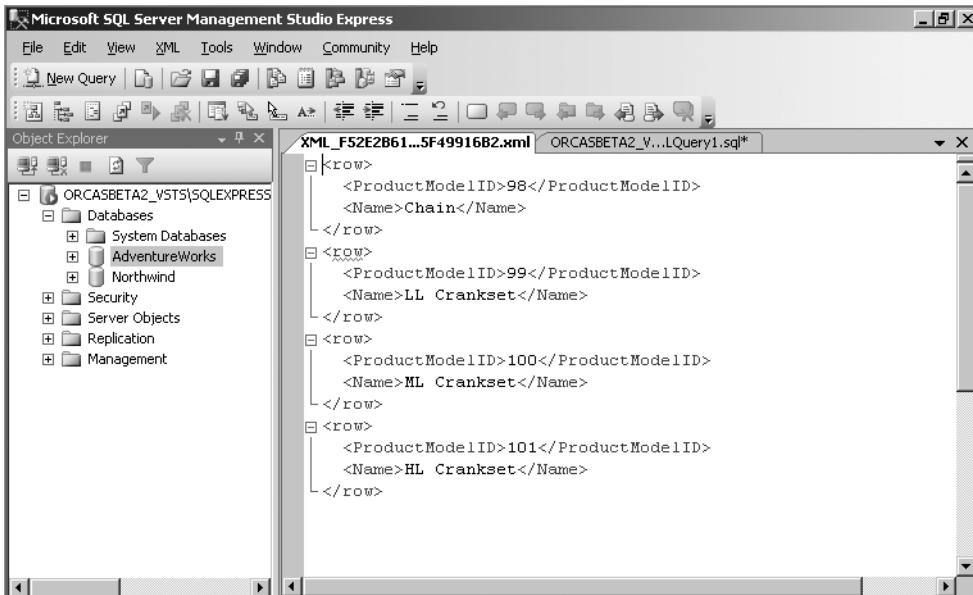 Microsoft SQL Server Management Studio Express
File Edit View XML Tools Window Community Help
New Query
Object Explorer
XML_F52E2B61...5F49916B2.xml ORCASBETA2_V...LQuery1.sql*
ORCASBETA2_VSTS\SQLEXPRESS
Databases
System Databases
AdventureWorks
Northwind
Security
Server Objects
Replication
Management
<row>
<ProductModelID>98</ProductModelID>
<Name>Chain</Name>
</row>
<row>
<ProductModelID>99</ProductModelID>
<Name>LL Crankset</Name>
</row>
<row>
<ProductModelID>100</ProductModelID>
<Name>ML Crankset</Name>
</row>
<row>
<ProductModelID>101</ProductModelID>
<Name>HL Crankset</Name>
</row>